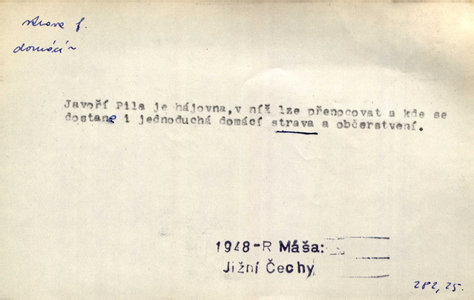 strava f.
domácí ~
Javoří Pila je hájovna,v níž lze přenocovat a kde se
dostane i jednoduchá domácí strava a občerstvení.
1948-R Máša:
Jižní Čechy
282, 25.